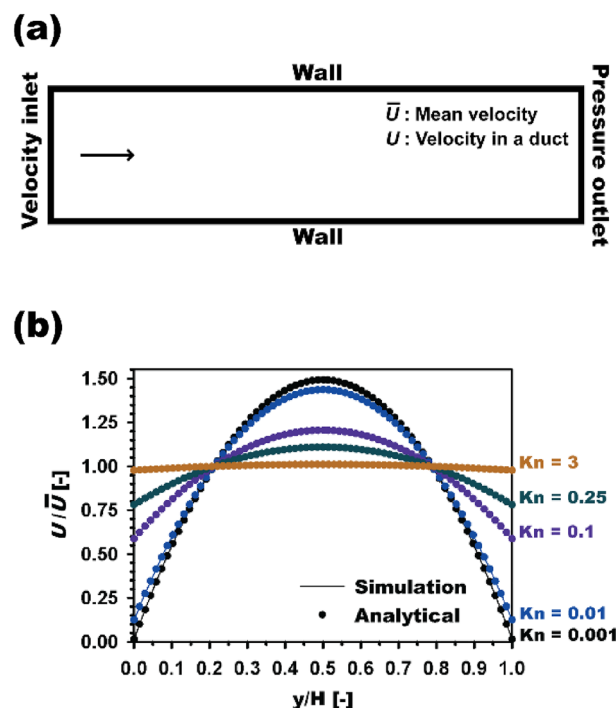 (a)
Wall
Velocity inlet
U̅ : Mean velocity
U : Velocity in a duct
Pressure outlet
Wall
(b)
U/U̅ [-]
1.50
1.25
1.00
0.75
0.50
0.25
0.00
Kn = 3
Kn = 0.25
Kn = 0.1
Kn = 0.01
Kn = 0.001
Simulation
Analytical
0.0 0.1 0.2 0.3 0.4 0.5 0.6 0.7 0.8 0.9 1.0
y/H [-]